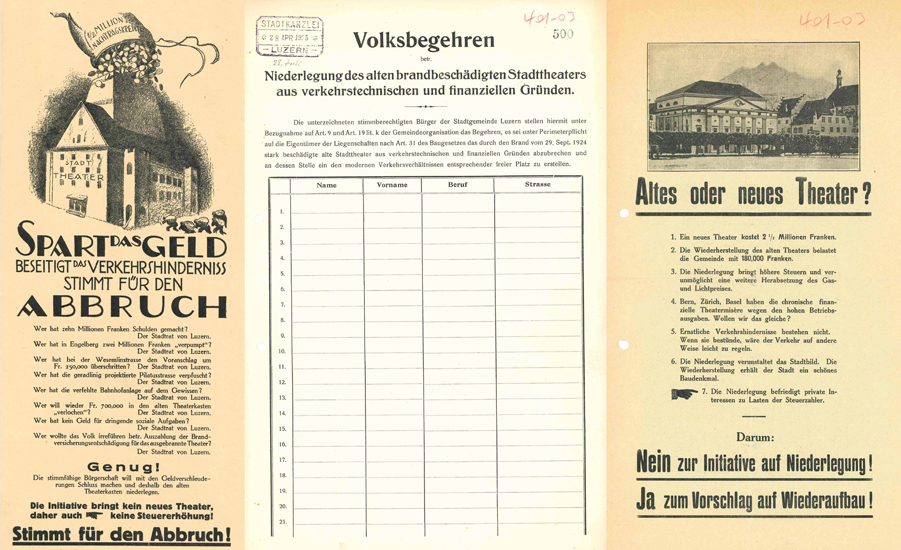 ½ MILLION
NACHTRAGSKREDIT
STADT
THEATER
SPART DAS GELD
BESEITIGT DAS VERKEHRSHINDERNISS
STIMMT FÜR DEN
ABBRUCH
Wer hat zehn Millionen Franken Schulden gemacht?
Der Stadtrat von Luzern.
Wer hat in Engelberg zwei Millionen Franken „verpumpt“?
Der Stadtrat von Luzern.
Wer hat bei der Wesemlinstrasse den Voranschlag um
Fr. 250,000 überschritten? Der Stadtrat von Luzern.
Wer hat die geradlinig projektierte Pilatusstrasse verpfuscht?
Der Stadtrat von Luzern.
Wer hat die verfehlte Bahnhofanlage auf dem Gewissen?
Der Stadtrat von Luzern.
Wer will wieder Fr. 700,000 in den alten Theaterkasten
„verlochen“? Der Stadtrat von Luzern.
Wer hat kein Geld für dringende soziale Aufgaben?
Der Stadtrat von Luzern.
Wer wollte das Volk irreführen betr. Auszahlung der Brand-
versicherungsentschädigung für das ausgebrannte Theater?
Der Stadtrat von Luzern.
Genug!
Die stimmfähige Bürgerschaft will mit den Geldverschleude-
rungen Schluss machen und deshalb den alten
Theaterkasten niederlegen.
Die Initiative bringt kein neues Theater,
daher auch keine Steuererhöhung!
Stimmt für den Abbruch!
STADTKANZLEI
28 APR 1925
LUZERN
401-03
500
Volksbegehren
betr.
Niederlegung des alten brandbeschädigten Stadttheaters
aus verkehrstechnischen und finanziellen Gründen.
Die unterzeichneten stimmberechtigten Bürger der Stadtgemeinde Luzern stellen hiermit unter
Bezugnahme auf Art. 9 und Art. 19 lit. k der Gemeindeorganisation das Begehren, es sei unter Perimeterpflicht
auf die Eigentümer der Liegenschaften nach Art. 31 des Baugesetzes das durch den Brand vom 29. Sept. 1924
stark beschädigte alte Stadttheater aus verkehrstechnischen und finanziellen Gründen abzubrechen und
an dessen Stelle ein den modernen Verkehrsverhältnissen entsprechender freier Platz zu erstellen.
Name Vorname Beruf Strasse
1.
2.
3.
4.
5.
6.
7.
8.
9.
10.
11.
12.
13.
14.
15.
16.
17.
18.
19.
20.
21.
401-03
Altes oder neues Theater?
1. Ein neues Theater kostet 2 ½ Millionen Franken.
2. Die Wiederherstellung des alten Theaters belastet
die Gemeinde mit 180,000 Franken.
3. Die Niederlegung bringt höhere Steuern und ver-
unmöglicht eine weitere Herabsetzung des Gas-
und Lichtpreises.
4. Bern, Zürich, Basel haben die chronische finan-
zielle Theatermisère wegen den hohen Betriebs-
ausgaben. Wollen wir das gleiche?
5. Ernstliche Verkehrshindernisse bestehen nicht.
Wenn sie bestünde, wäre der Verkehr auf andere
Weise leicht zu regeln.
6. Die Niederlegung verunstaltet das Stadtbild. Die
Wiederherstellung erhält der Stadt ein schönes
Baudenkmal.
7. Die Niederlegung befriedigt private In-
teressen zu Lasten der Steuerzahler.
Darum:
Nein zur Initiative auf Niederlegung!
Ja zum Vorschlag auf Wiederaufbau!